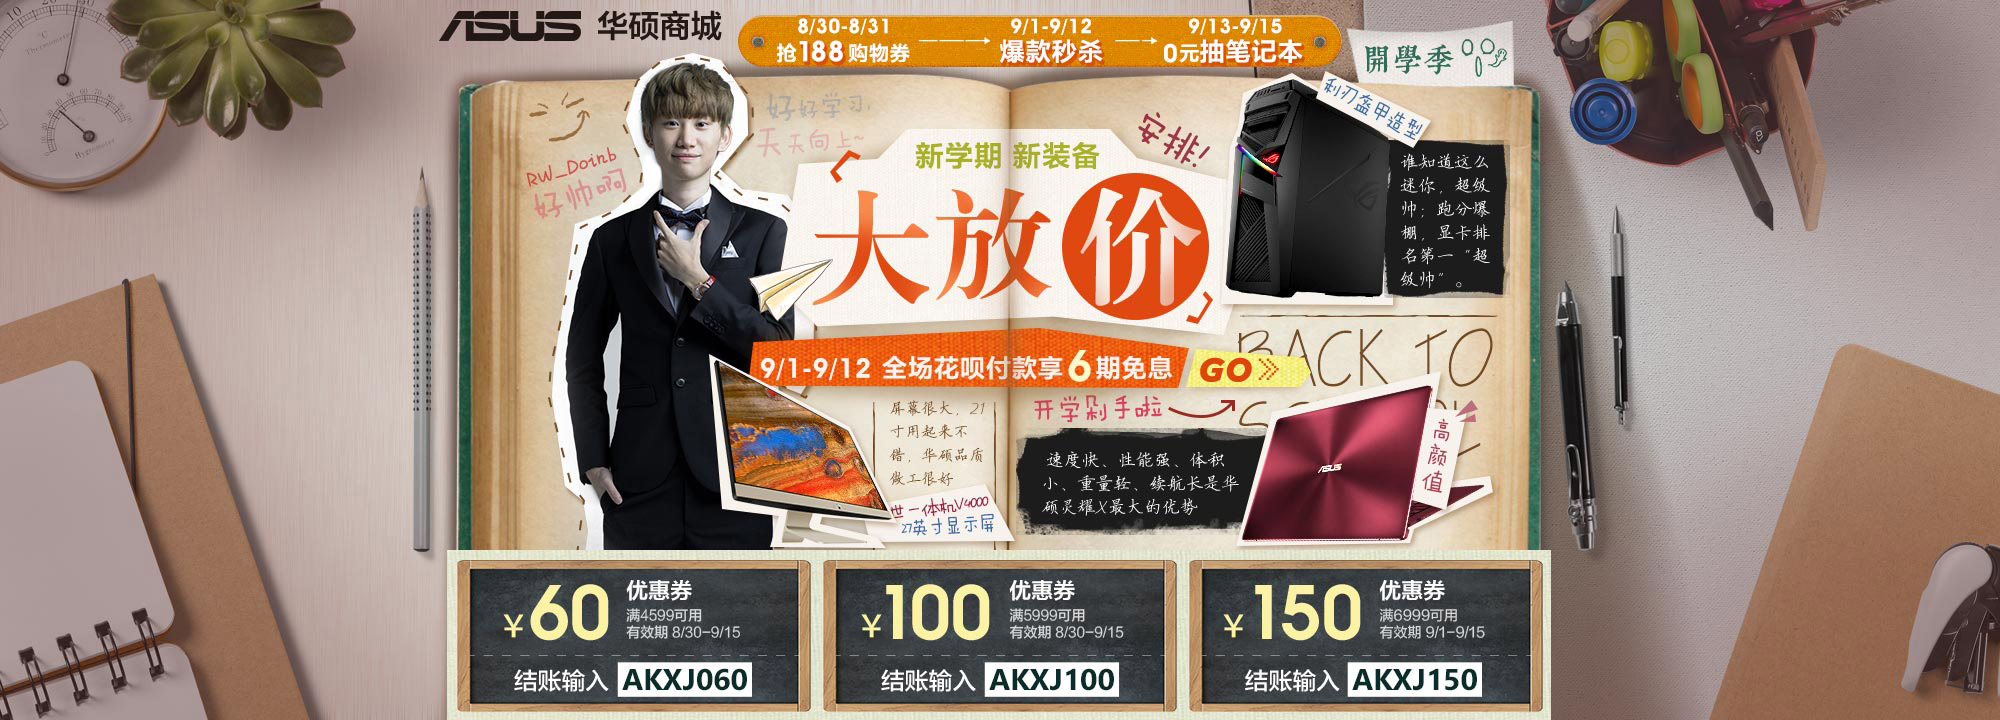 ASUS 华硕商城
8/30-8/31
抢188购物券
9/1-9/12
爆款秒杀
9/13-9/15
0元抽笔记本
開學季
好好学习,
天天向上~
RW_Doinb
好帅啊
新学期 新装备
大放价
安排!
利刃盔甲造型
谁知道这么
迷你，超级
帅；跑分爆
棚，显卡排
名第一“超
级帅”。
9/1-9/12 全场花呗付款享6期免息
GO
BACK TO
屏幕很大，21
寸用起来不
错，华硕品质
做工很好
世一体机V4000
27英寸显示屏
开学剁手啦
速度快、性能强、体积
小、重量轻、续航长是华
硕灵耀X最大的优势
ASUS
高颜值
¥60
优惠券
满4599可用
有效期 8/30-9/15
结账输入 AKXJ060
¥100
优惠券
满5999可用
有效期 8/30-9/15
结账输入 AKXJ100
¥150
优惠券
满6999可用
有效期 9/1-9/15
结账输入 AKXJ150